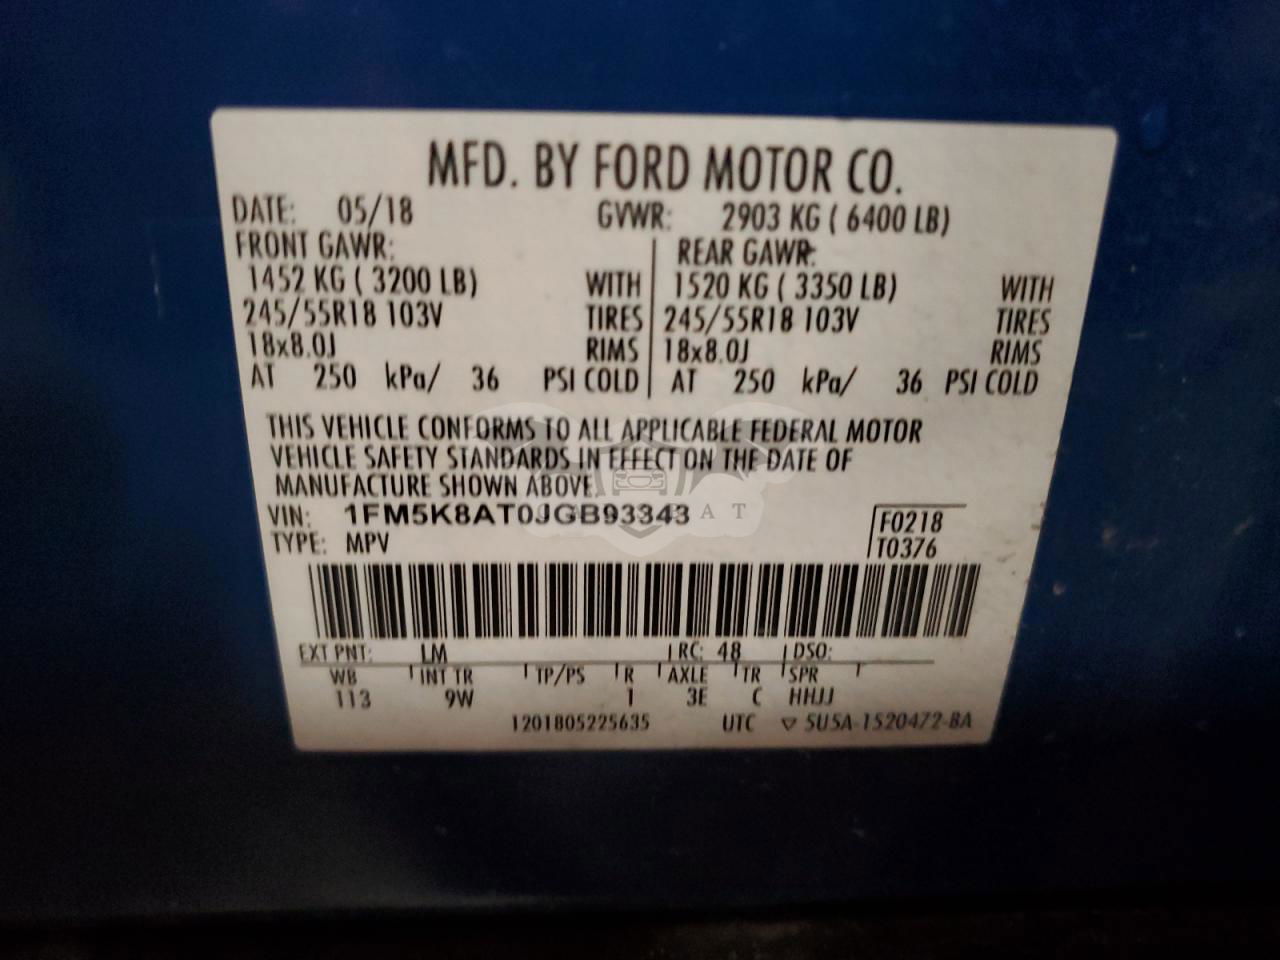 MFD. BY FORD MOTOR CO.
DATE: 05/18 GVWR: 2903 KG ( 6400 LB)
FRONT GAWR: REAR GAWR:
1452 KG ( 3200 LB) WITH 1520 KG ( 3350 LB) WITH
245/55R18 103V TIRES 245/55R18 103V TIRES
18x8.0J RIMS 18x8.0J RIMS
AT 250 kPa/ 36 PSI COLD AT 250 kPa/ 36 PSI COLD
THIS VEHICLE CONFORMS TO ALL APPLICABLE FEDERAL MOTOR
VEHICLE SAFETY STANDARDS IN EFFECT ON THE DATE OF
MANUFACTURE SHOWN ABOVE.
VIN: 1FM5K8AT0JGB93343 F0218
TYPE: MPV T0376
EXT PNT: LM RC: 48 DSO:
WB INT TR TP/PS R AXLE TR SPR
113 9W 1 3E C HHJJ
1201805225635 UTC ▽ 5U5A-1520472-BA